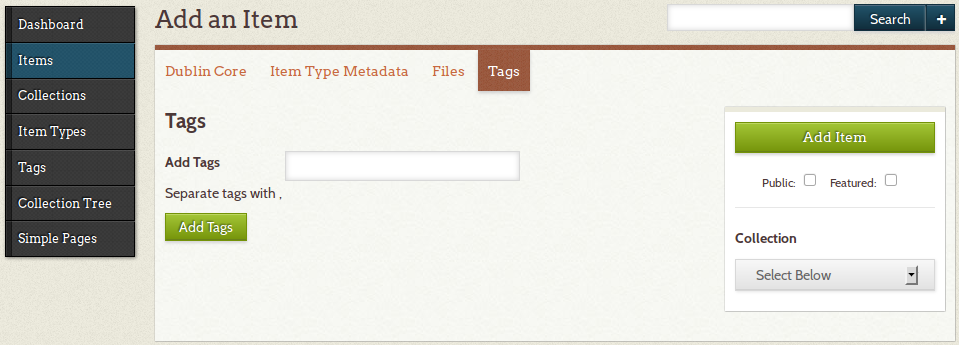 Dashboard
Items
Collections
Item Types
Tags
Collection Tree
Simple Pages
Add an Item
Search +
Dublin Core Item Type Metadata Files Tags
Tags
Add Tags
Separate tags with ,
Add Tags
Add Item
Public: Featured:
Collection
Select Below